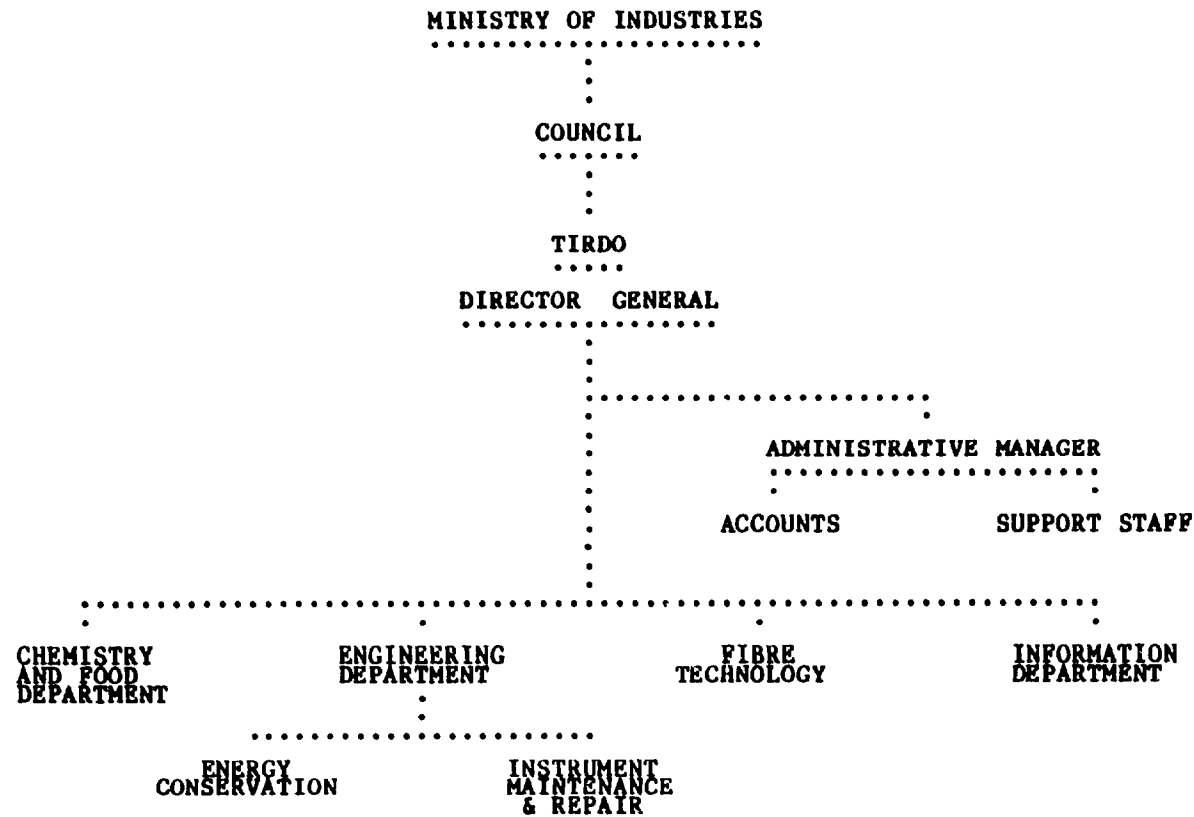 MINISTRY OF INDUSTRIES
COUNCIL
TIRDO
DIRECTOR GENERAL
ADMINISTRATIVE MANAGER
ACCOUNTS
SUPPORT STAFF
CHEMISTRY
AND FOOD
DEPARTMENT
ENGINEERING
DEPARTMENT
FIBRE
TECHNOLOGY
INFORMATION
DEPARTMENT
ENERGY
CONSERVATION
INSTRUMENT
MAINTENANCE
& REPAIR